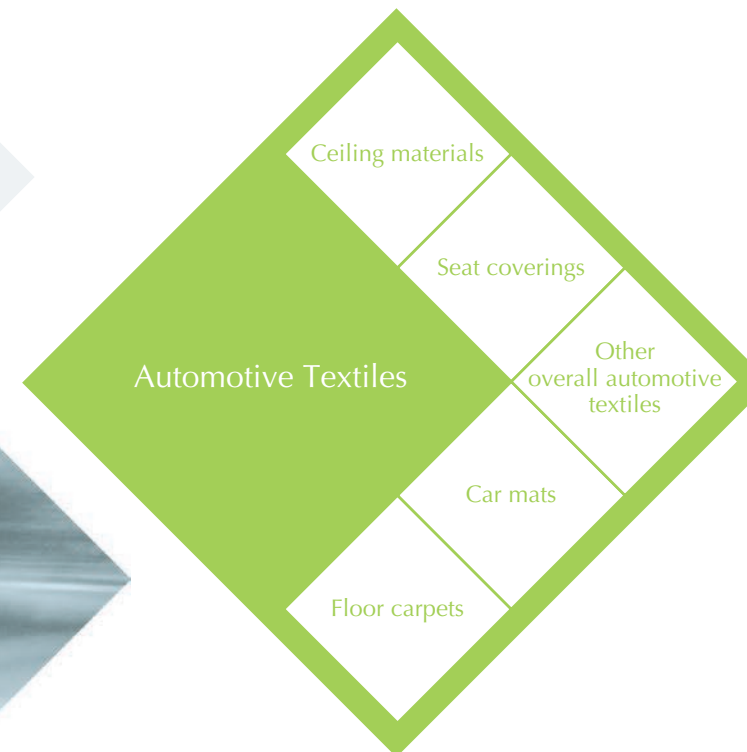 Ceiling materials
Seat coverings
Other
overall automotive
textiles
Automotive Textiles
Car mats
Floor carpets